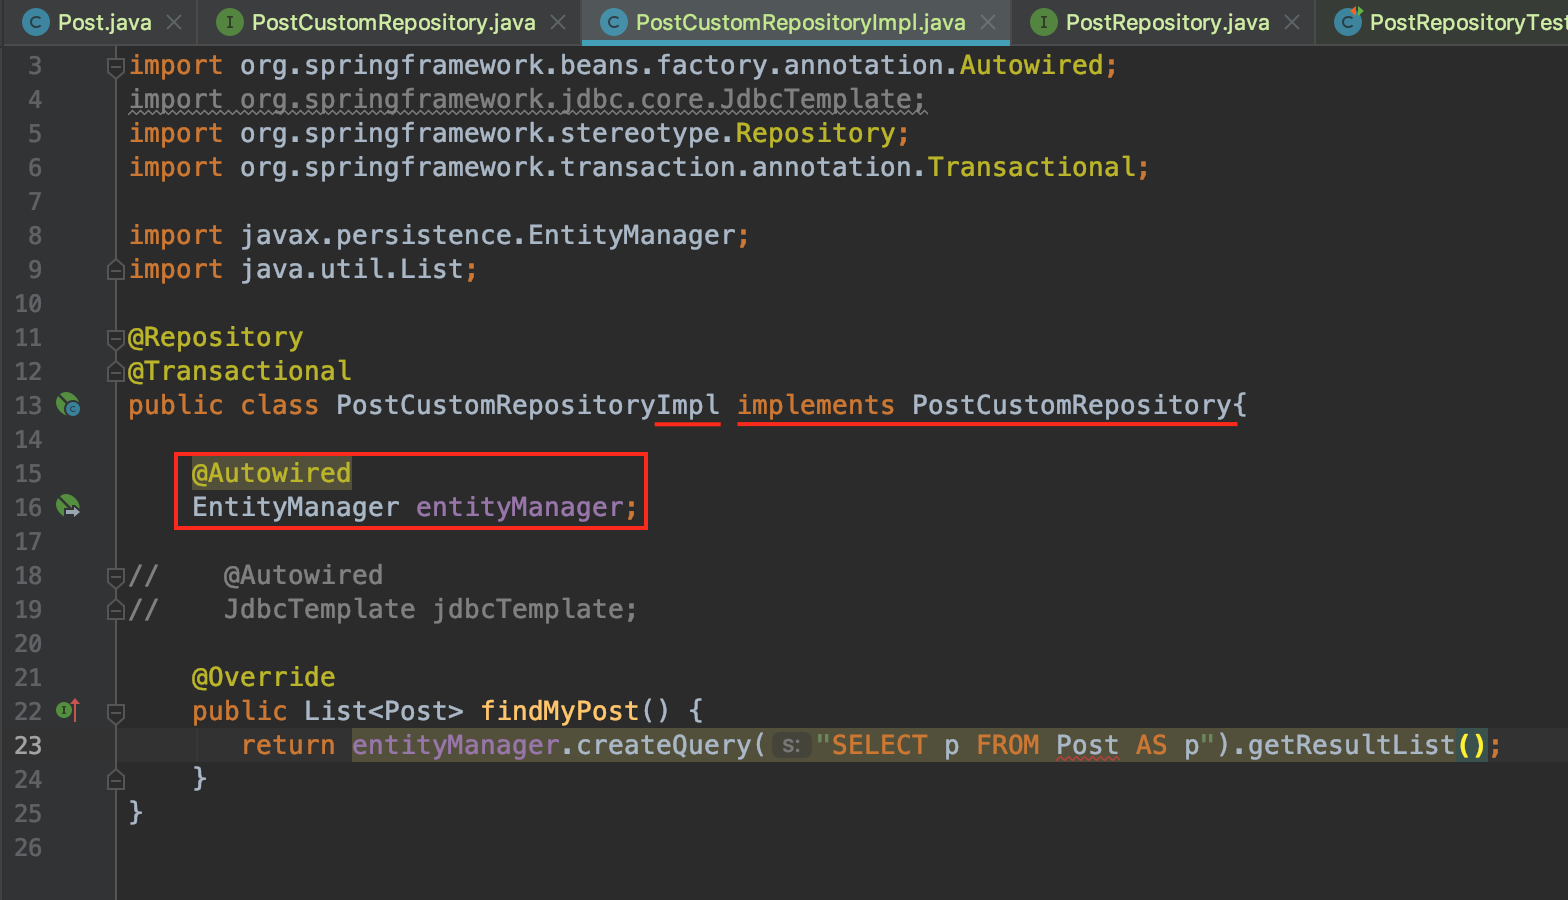 Post.java PostCustomRepository.java PostCustomRepositoryImpl.java PostRepository.java PostRepositoryTest
3 import org.springframework.beans.factory.annotation.Autowired;
4 import org.springframework.jdbc.core.JdbcTemplate;
5 import org.springframework.stereotype.Repository;
6 import org.springframework.transaction.annotation.Transactional;
7
8 import javax.persistence.EntityManager;
9 import java.util.List;
10
11 @Repository
12 @Transactional
13 public class PostCustomRepositoryImpl implements PostCustomRepository{
14
15 @Autowired
16 EntityManager entityManager;
17
18 // @Autowired
19 // JdbcTemplate jdbcTemplate;
20
21 @Override
22 public List<Post> findMyPost() {
23 return entityManager.createQuery( s: "SELECT p FROM Post AS p").getResultList();
24 }
25 }
26